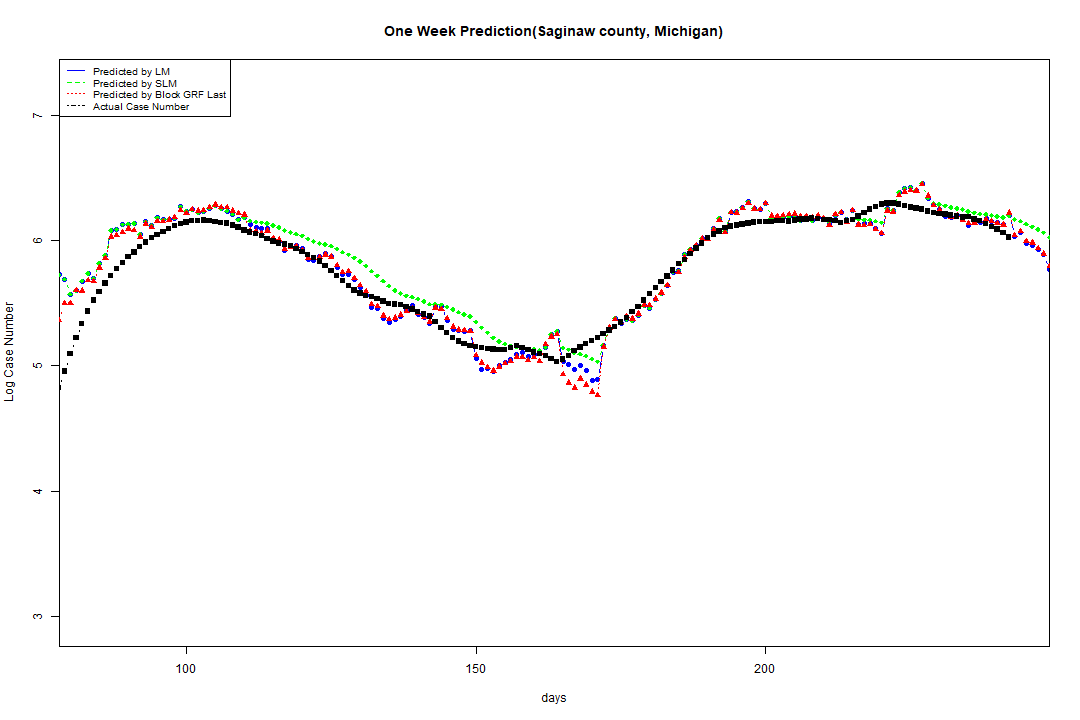 One Week Prediction(Saginaw county, Michigan)
Predicted by LM
Predicted by SLM
Predicted by Block GRF Last
Actual Case Number
7
6
5
4
3
Log Case Number
100
150
200
days